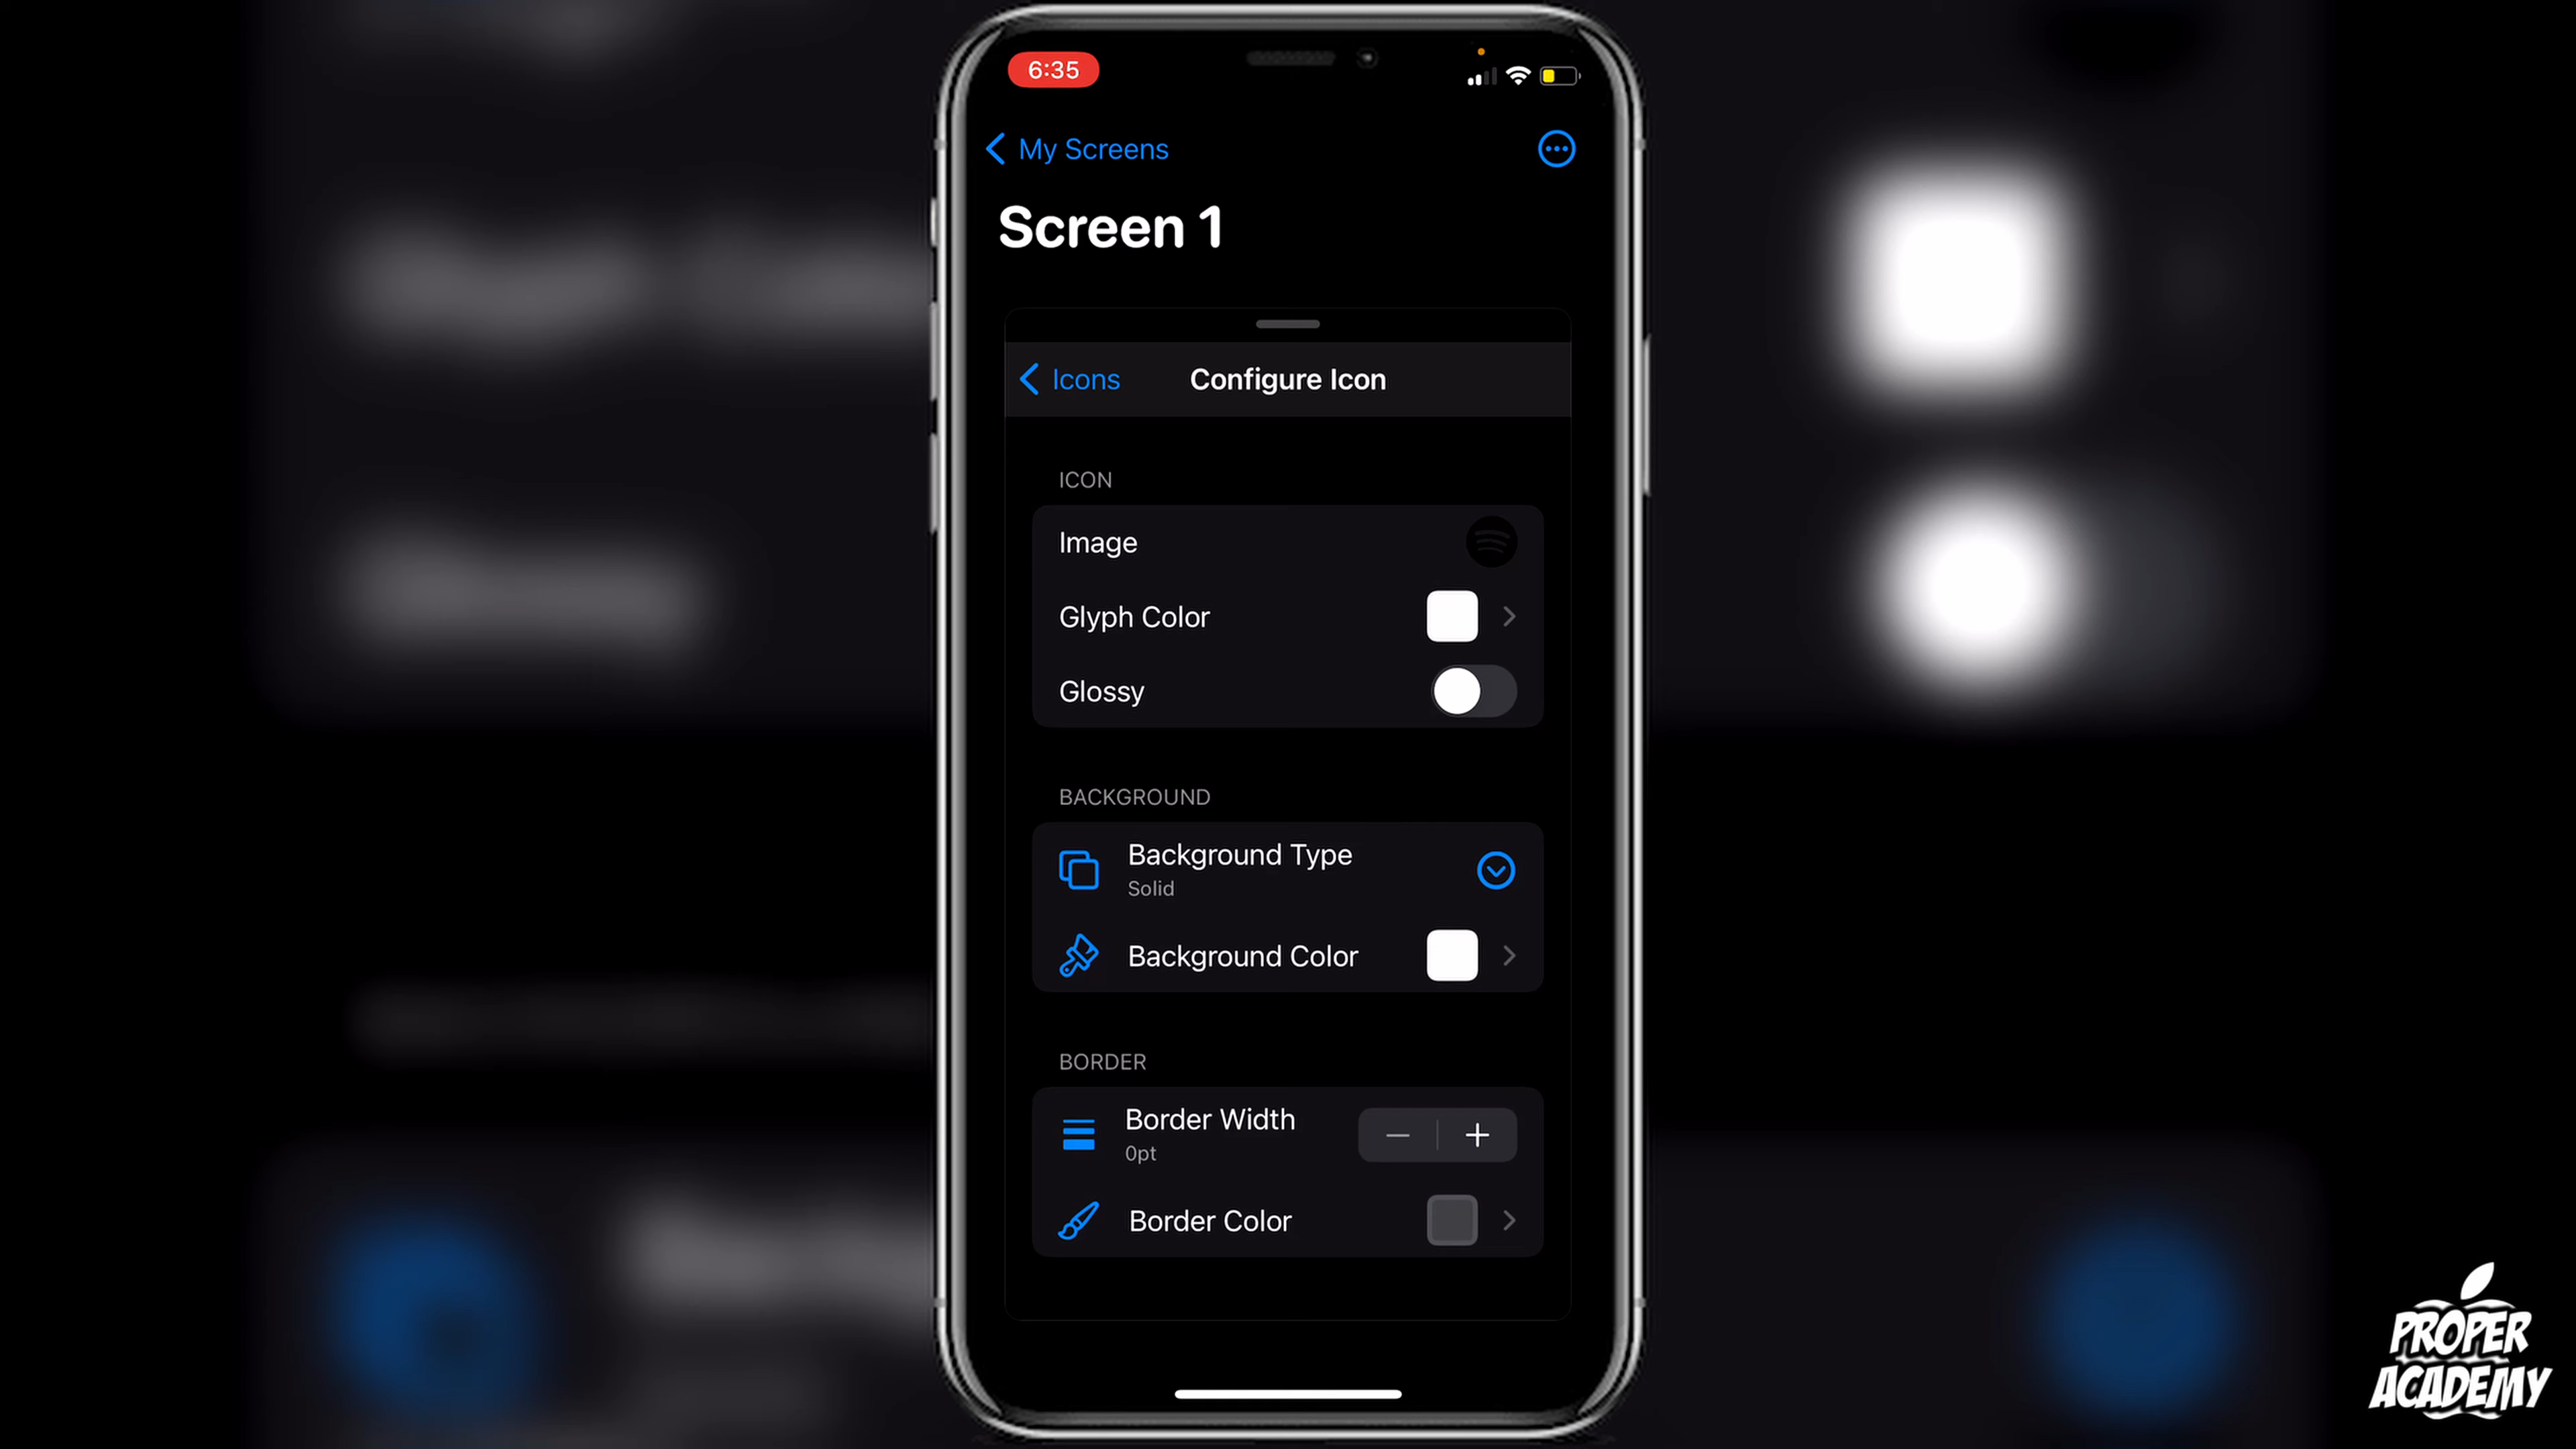 6:35
My Screens
Screen 1
Icons
Configure Icon
ICON
Image
Glyph Color
Glossy
BACKGROUND
Background Type
Solid
Background Color
BORDER
Border Width
0pt
Border Color
PROPER
ACADEMY